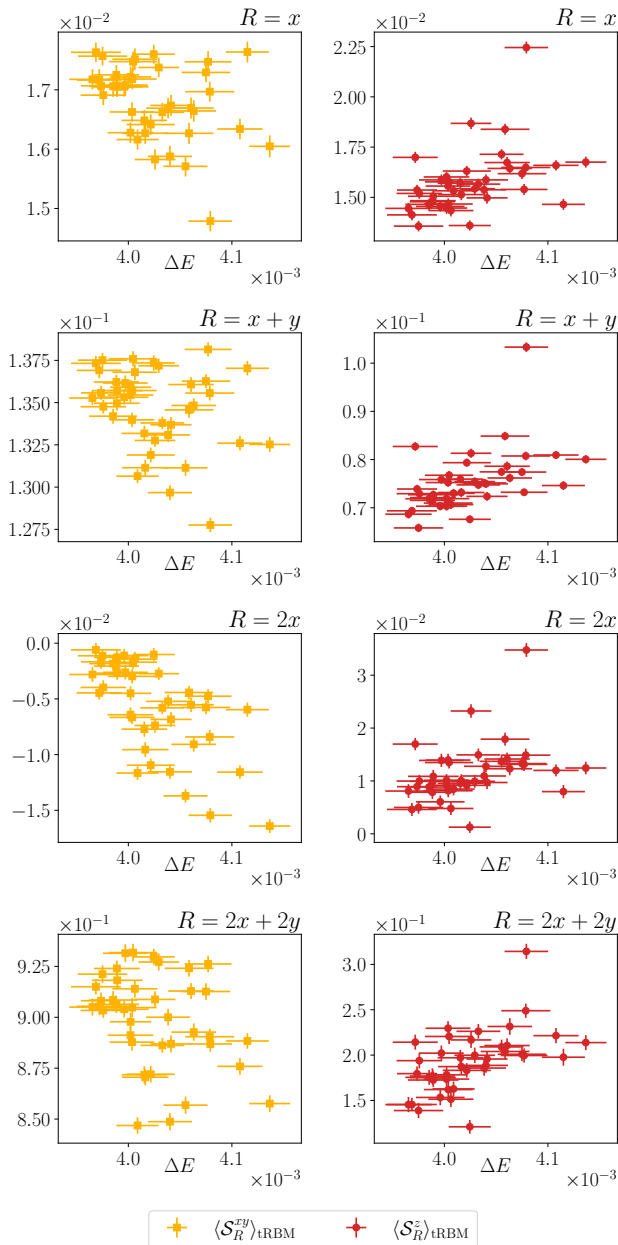 ×10⁻² R = x
1.7
1.6
1.5
4.0 ΔE 4.1
×10⁻³
×10⁻² R = x
2.25
2.00
1.75
1.50
4.0 ΔE 4.1
×10⁻³
×10⁻¹ R = x + y
1.375
1.350
1.325
1.300
1.275
4.0 ΔE 4.1
×10⁻³
×10⁻¹ R = x + y
1.0
0.9
0.8
0.7
4.0 ΔE 4.1
×10⁻³
×10⁻² R = 2x
0.0
−0.5
−1.0
−1.5
4.0 ΔE 4.1
×10⁻³
×10⁻² R = 2x
3
2
1
0
4.0 ΔE 4.1
×10⁻³
×10⁻¹ R = 2x + 2y
9.25
9.00
8.75
8.50
4.0 ΔE 4.1
×10⁻³
×10⁻¹ R = 2x + 2y
3.0
2.5
2.0
1.5
4.0 ΔE 4.1
×10⁻³
⟨𝒮_R^{xy}⟩_{tRBM} ⟨𝒮_R^z⟩_{tRBM}